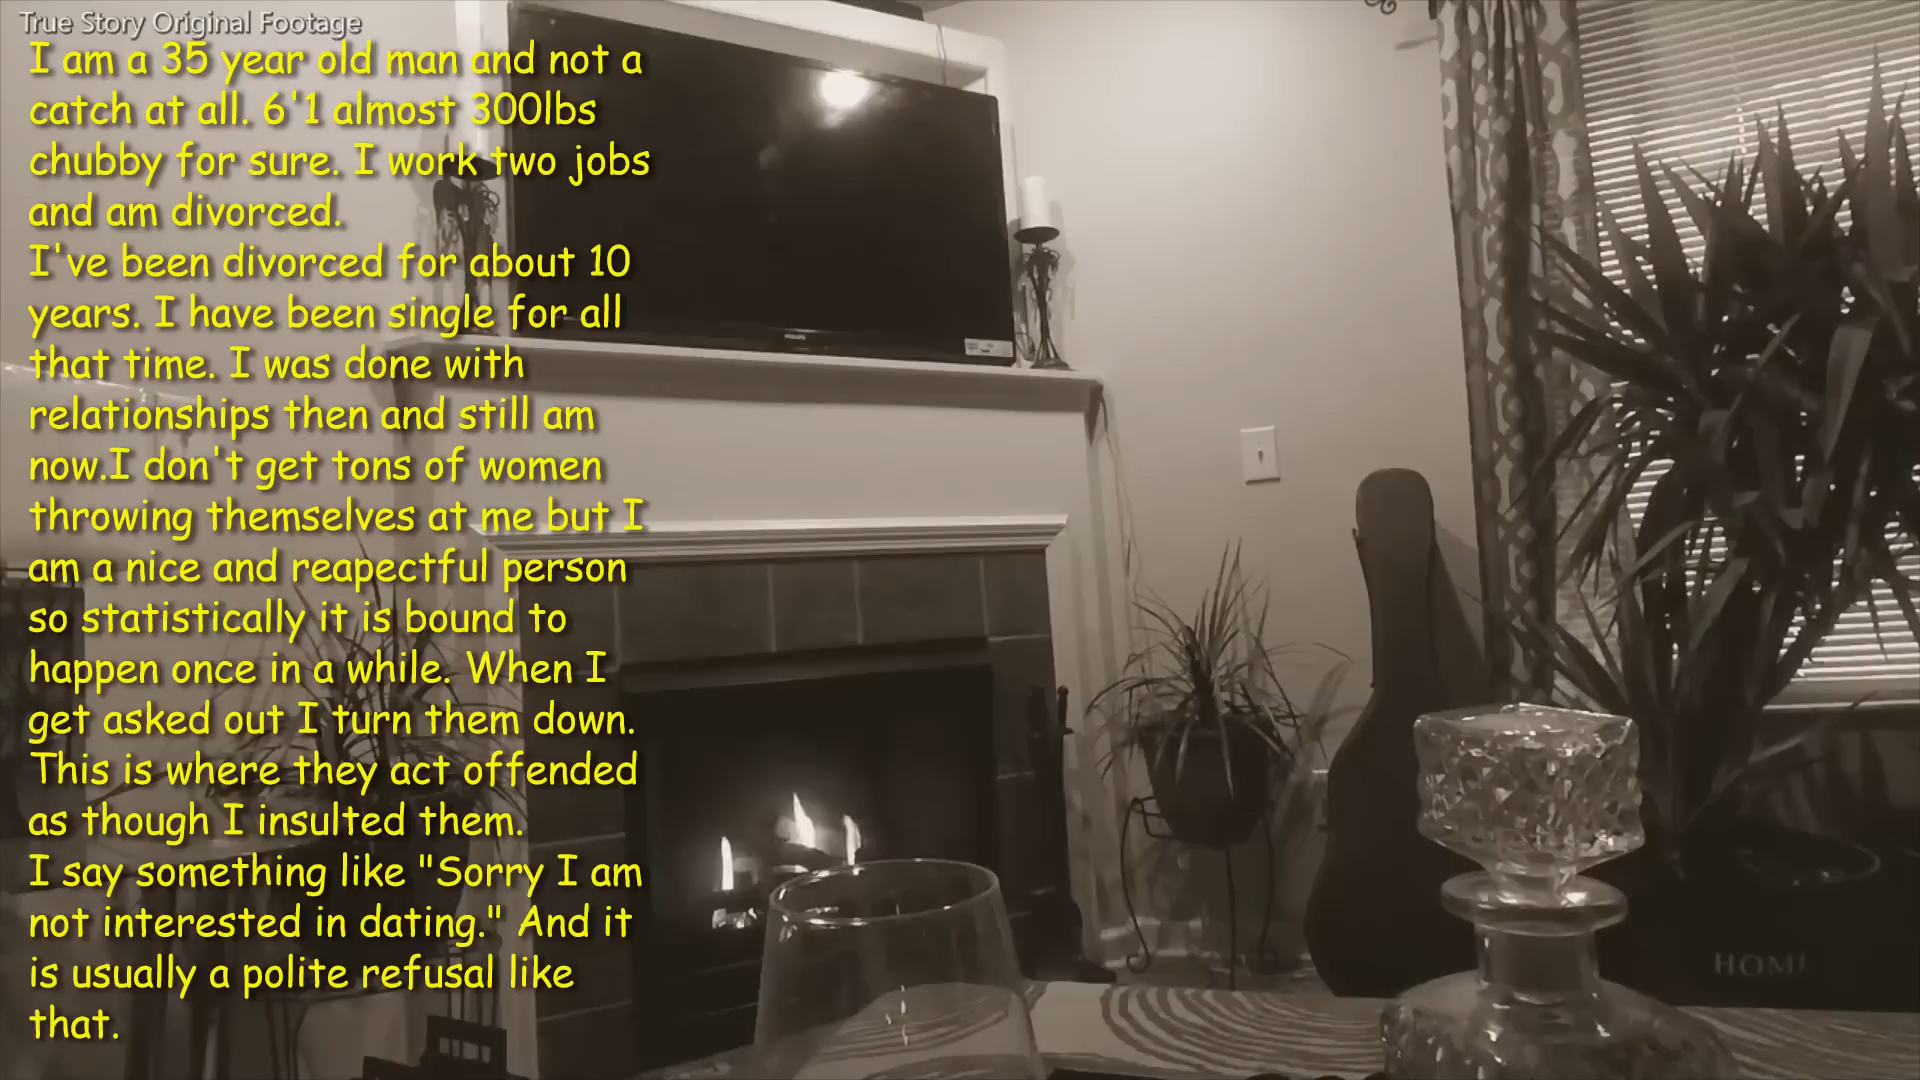 True Story Original Footage
I am a 35 year old man and not a
catch at all. 6'1 almost 300lbs
chubby for sure. I work two jobs
and am divorced.
I've been divorced for about 10
years. I have been single for all
that time. I was done with
relationships then and still am
now.I don't get tons of women
throwing themselves at me but I
am a nice and reapectful person
so statistically it is bound to
happen once in a while. When I
get asked out I turn them down.
This is where they act offended
as though I insulted them.
I say something like "Sorry I am
not interested in dating." And it
is usually a polite refusal like
that.
PHILIPS
HOME